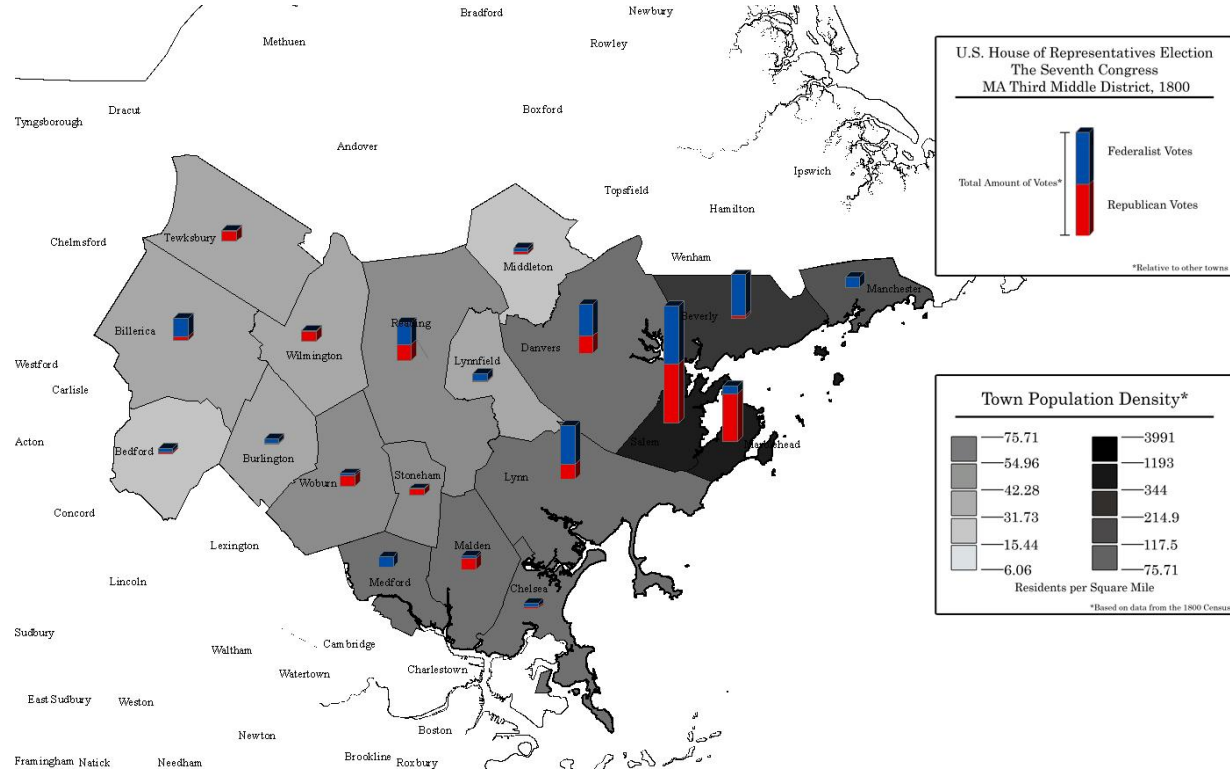 Bradford
Newbury
Methuen
Rowley
U.S. House of Representatives Election
The Seventh Congress
MA Third Middle District, 1800
Federalist Votes
Total Amount of Votes*
Republican Votes
*Relative to other towns
Dracut
Boxford
Tyngsborough
Andover
Ipswich
Topsfield
Hamilton
Chelmsford
Tewksbury
Middleton
Wenham
Manchester
Billerica
Wilmington
Reading
Lynnfield
Danvers
Beverly
Westford
Carlisle
Acton
Bedford
Burlington
Woburn
Stoneham
Lynn
Salem
Marblehead
Town Population Density*
75.71
54.96
42.28
31.73
15.44
6.06
3991
1193
344
214.9
117.5
75.71
Residents per Square Mile
*Based on data from the 1800 Census
Concord
Lexington
Malden
Lincoln
Medford
Chelsea
Sudbury
Waltham
Cambridge
Watertown
Charlestown
East Sudbury
Weston
Newton
Boston
Framingham
Natick
Needham
Brookline
Roxbury